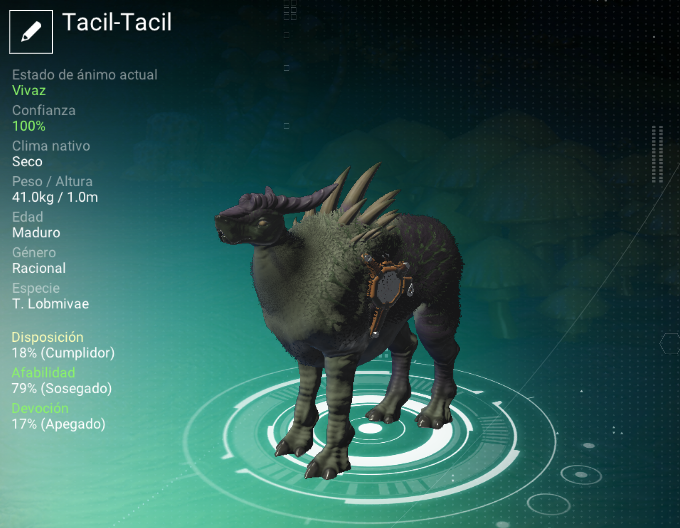 Tacil-Tacil
Estado de ánimo actual
Vivaz
Confianza
100%
Clima nativo
Seco
Peso / Altura
41.0kg / 1.0m
Edad
Maduro
Género
Racional
Especie
T. Lobmivae
Disposición
18% (Cumplidor)
Afabilidad
79% (Sosegado)
Devoción
17% (Apegado)